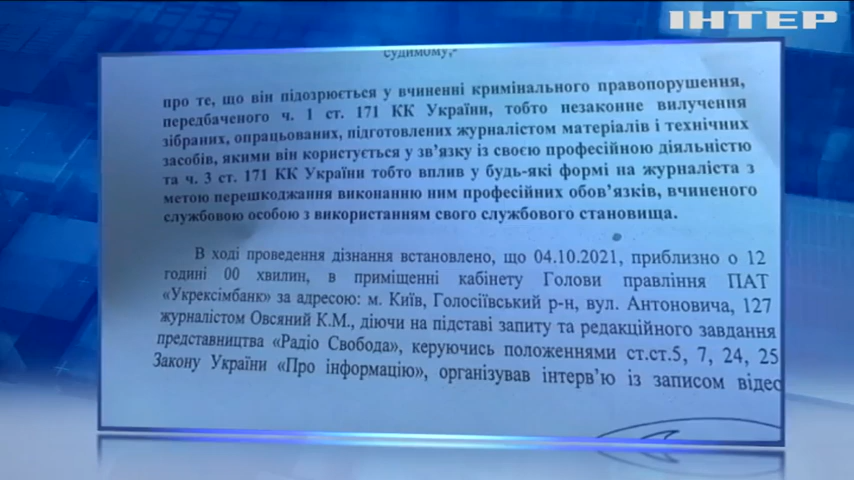 ІНТЕР
судимому,-
про те, що він підозрюється у вчиненні кримінального правопорушення,
передбаченого ч. 1 ст. 171 КК України, тобто незаконне вилучення
зібраних, опрацьованих, підготовлених журналістом матеріалів і технічних
засобів, якими він користується у зв’язку із своєю професійною діяльністю
та ч. 3 ст. 171 КК України тобто вплив у будь-які формі на журналіста з
метою перешкоджання виконанню ним професійних обов’язків, вчиненого
службовою особою з використанням свого службового становища.
В ході проведення дізнання встановлено, що 04.10.2021, приблизно о 12
годині 00 хвилин, в приміщенні кабінету Голови правління ПАТ
«Укрексімбанк» за адресою: м. Київ, Голосіївський р-н, вул. Антоновича, 127
журналістом Овсяний К.М., діючи на підставі запиту та редакційного завдання
представництва «Радіо Свобода», керуючись положеннями ст.ст.5, 7, 24, 25
Закону України «Про інформацію», організував інтерв’ю із записом відео